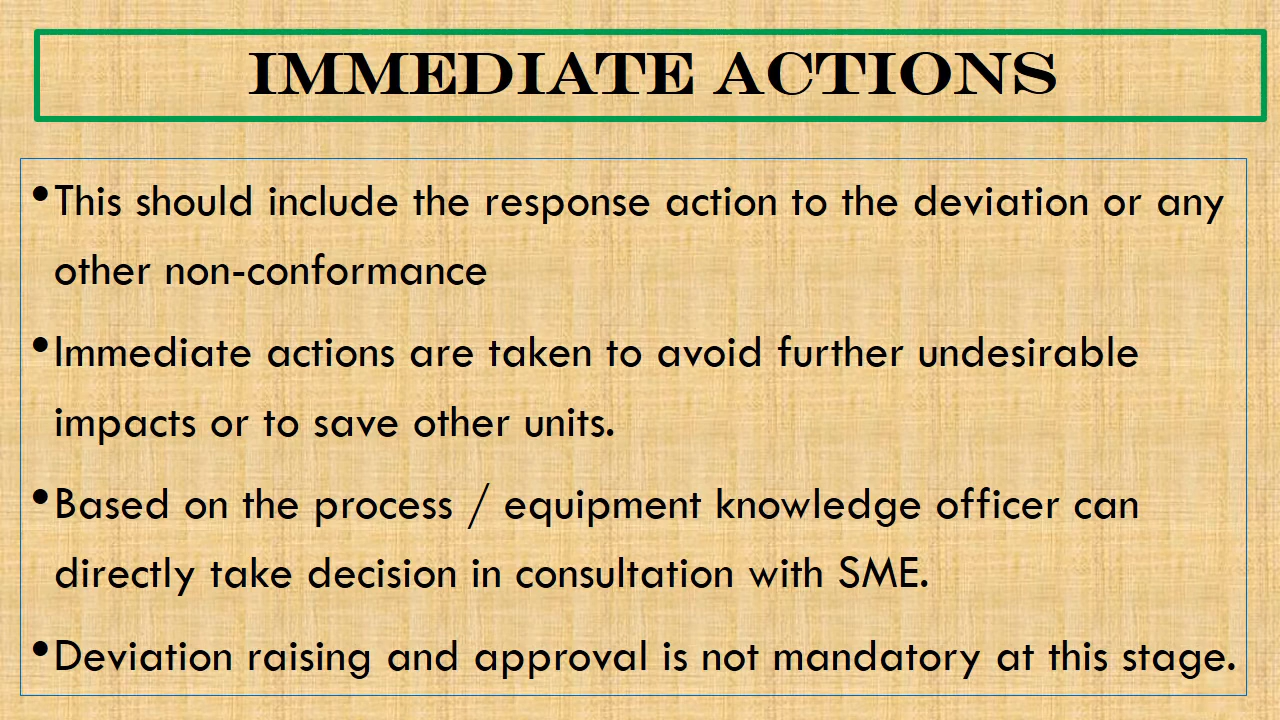 IMMEDIATE ACTIONS
•This should include the response action to the deviation or any
other non-conformance
•Immediate actions are taken to avoid further undesirable
impacts or to save other units.
•Based on the process / equipment knowledge officer can
directly take decision in consultation with SME.
•Deviation raising and approval is not mandatory at this stage.